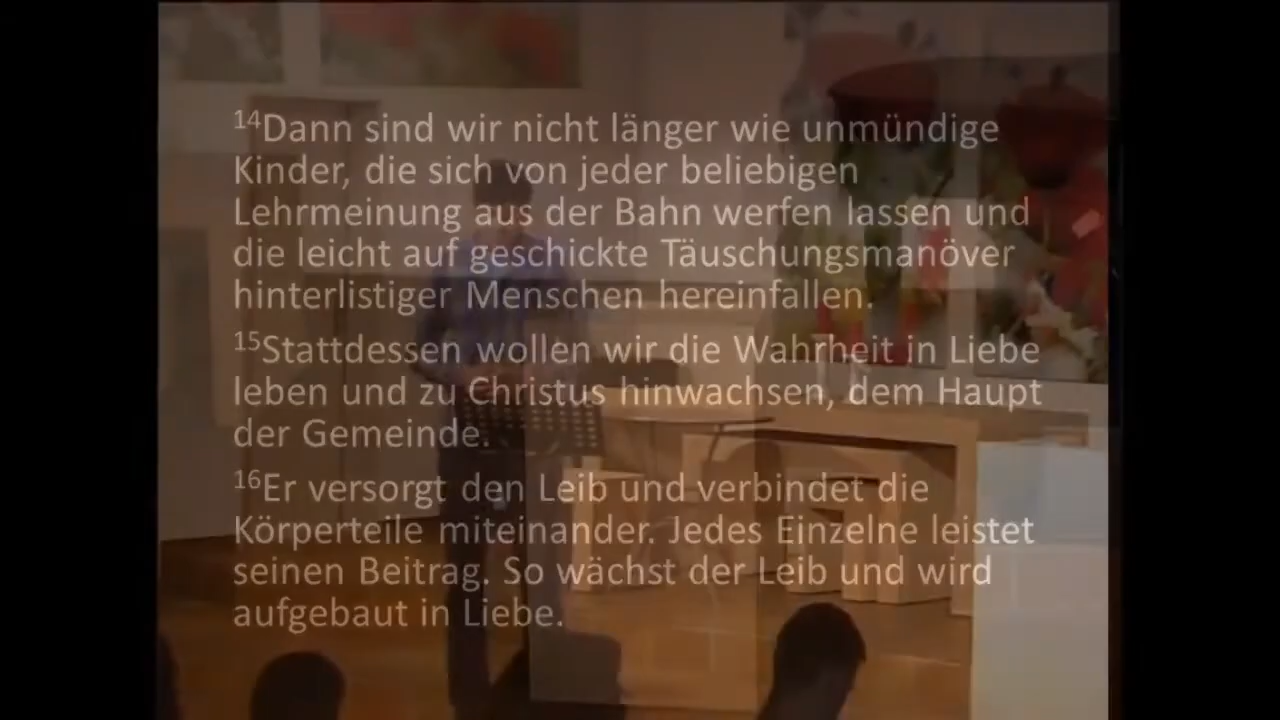 ¹⁴Dann sind wir nicht länger wie unmündige
Kinder, die sich von jeder beliebigen
Lehrmeinung aus der Bahn werfen lassen und
die leicht auf geschickte Täuschungsmanöver
hinterlistiger Menschen hereinfallen.
¹⁵Stattdessen wollen wir die Wahrheit in Liebe
leben und zu Christus hinwachsen, dem Haupt
der Gemeinde.
¹⁶Er versorgt den Leib und verbindet die
Körperteile miteinander. Jedes Einzelne leistet
seinen Beitrag. So wächst der Leib und wird
aufgebaut in Liebe.